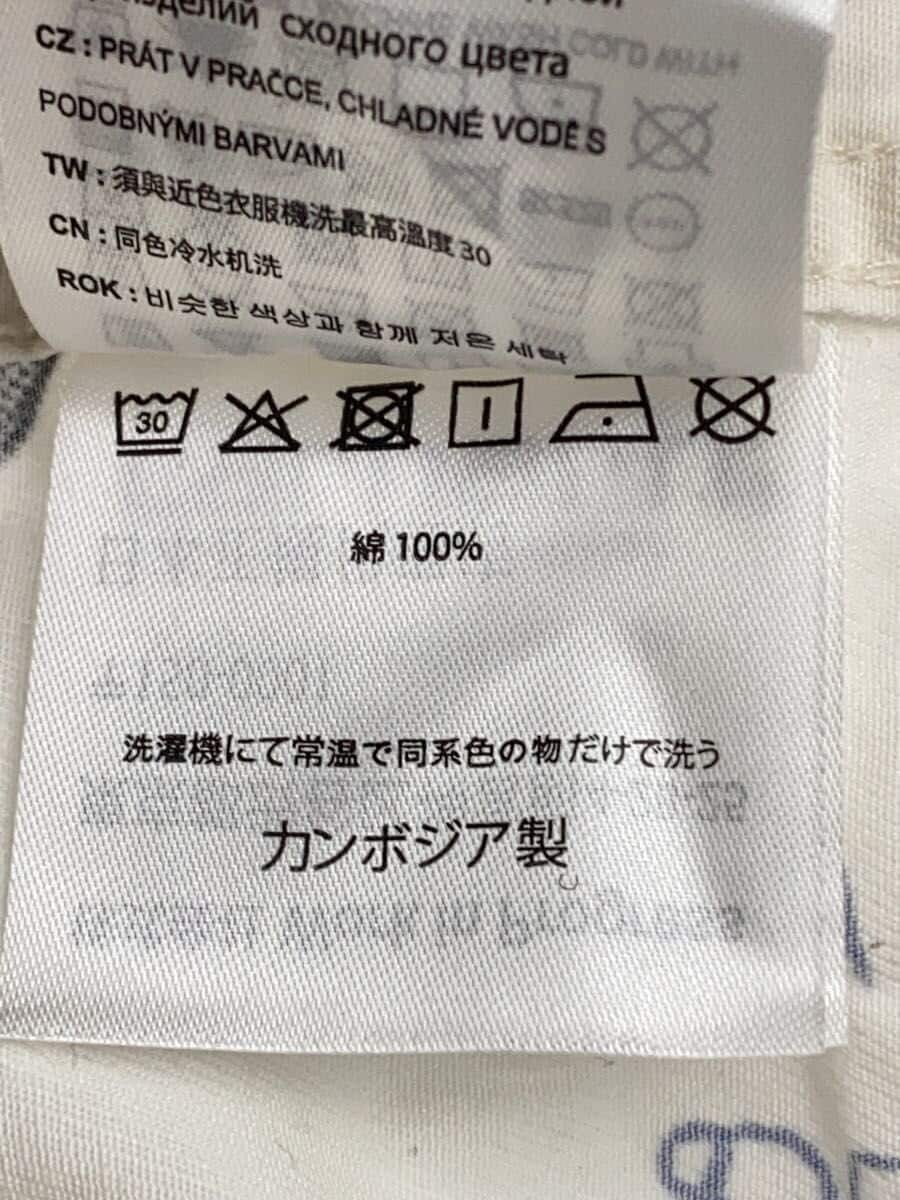 изделий сходного цвета
CZ : PRÁT V PRAČCE, CHLADNÉ VODĚ S
PODOBNÝMI BARVAMI
TW : 須與近色衣服機洗最高溫度 30
CN : 同色冷水机洗
ROK : 비슷한 색상과 함께 저온 세탁
30
綿 100%
洗濯機にて常温で同系色の物だけで洗う
カンボジア製